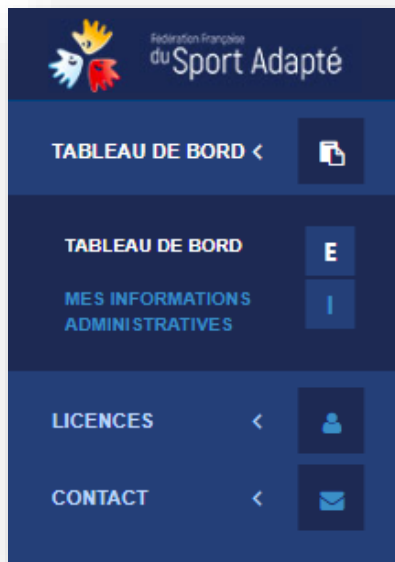 Fédération Française
du Sport Adapté
TABLEAU DE BORD <
TABLEAU DE BORD E
MES INFORMATIONS I
ADMINISTRATIVES
LICENCES <
CONTACT <